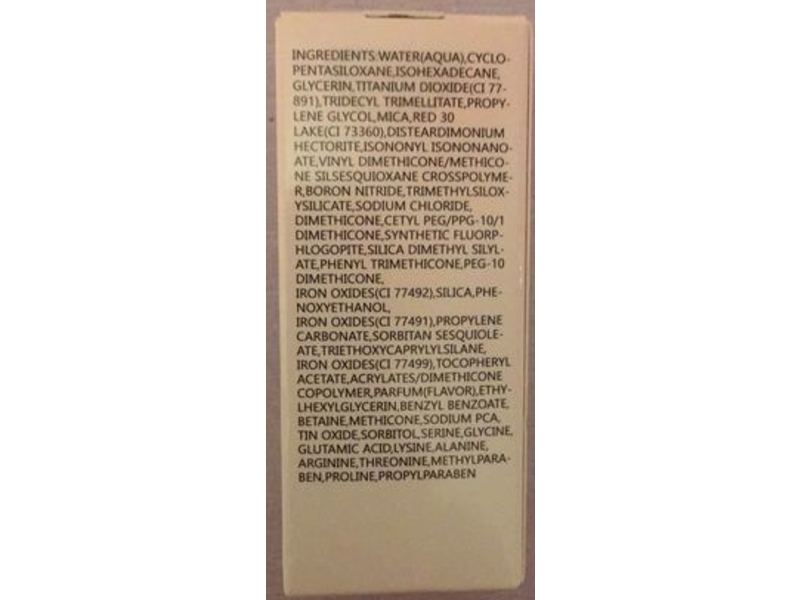 INGREDIENTS:WATER(AQUA),CYCLO-
PENTASILOXANE,ISOHEXADECANE,
GLYCERIN,TITANIUM DIOXIDE(CI 77-
891),TRIDECYL TRIMELLITATE,PROPY-
LENE GLYCOL,MICA,RED 30
LAKE(CI 73360),DISTEARDIMONIUM
HECTORITE,ISONONYL ISONONANO-
ATE,VINYL DIMETHICONE/METHICO-
NE SILSESQUIOXANE CROSSPOLYME-
R,BORON NITRIDE,TRIMETHYLSILOX-
YSILICATE,SODIUM CHLORIDE,
DIMETHICONE,CETYL PEG/PPG-10/1
DIMETHICONE,SYNTHETIC FLUORP-
HLOGOPITE,SILICA DIMETHYL SILYL-
ATE,PHENYL TRIMETHICONE,PEG-10
DIMETHICONE,
IRON OXIDES(CI 77492),SILICA,PHE-
NOXYETHANOL,
IRON OXIDES(CI 77491),PROPYLENE
CARBONATE,SORBITAN SESQUIOLE-
ATE,TRIETHOXYCAPRYLYLSILANE,
IRON OXIDES(CI 77499),TOCOPHERYL
ACETATE,ACRYLATES/DIMETHICONE
COPOLYMER,PARFUM(FLAVOR),ETHY-
LHEXYLGLYCERIN,BENZYL BENZOATE,
BETAINE,METHICONE,SODIUM PCA,
TIN OXIDE,SORBITOL,SERINE,GLYCINE,
GLUTAMIC ACID,LYSINE,ALANINE,
ARGININE,THREONINE,METHYLPARA-
BEN,PROLINE,PROPYLPARABEN